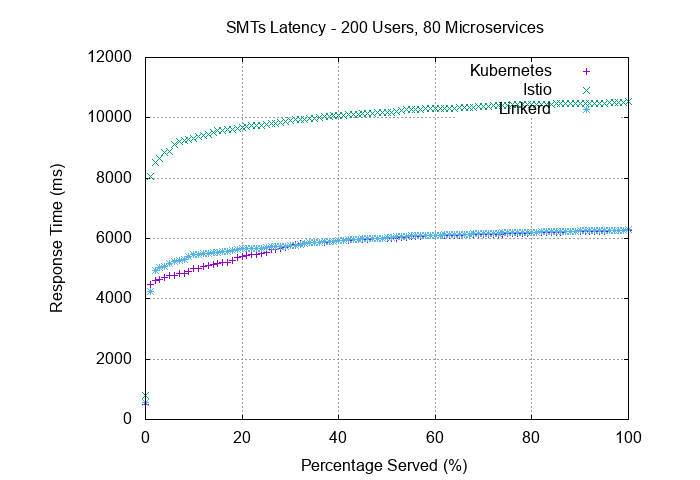 SMTs Latency - 200 Users, 80 Microservices
12000
10000
8000
6000
4000
2000
0
Response Time (ms)
Kubernetes
Istio
Linkerd
0 20 40 60 80 100
Percentage Served (%)